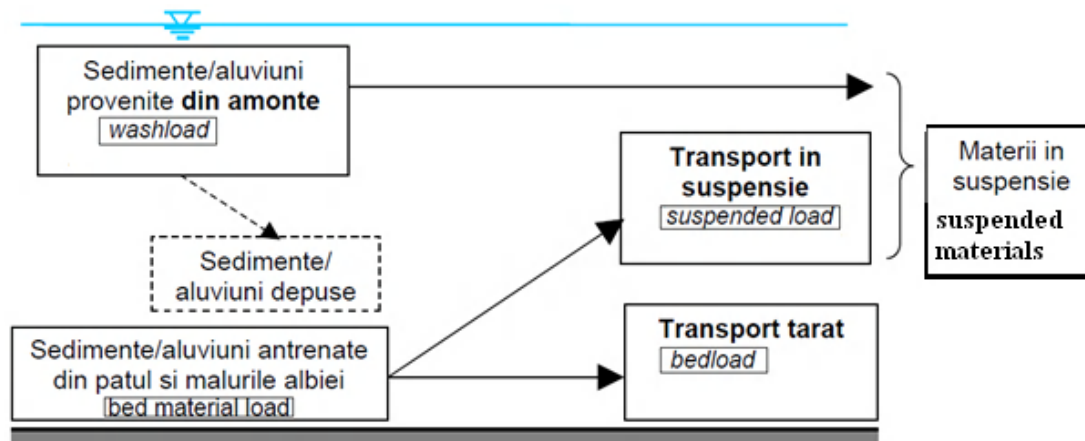 Sedimente/aluviuni
provenite din amonte
washload
Transport in
suspensie
suspended load
Materii in
suspensie
suspended
materials
Sedimente/
aluviuni depuse
Sedimente/aluviuni antrenate
din patul si malurile albiei
bed material load
Transport tarat
bedload